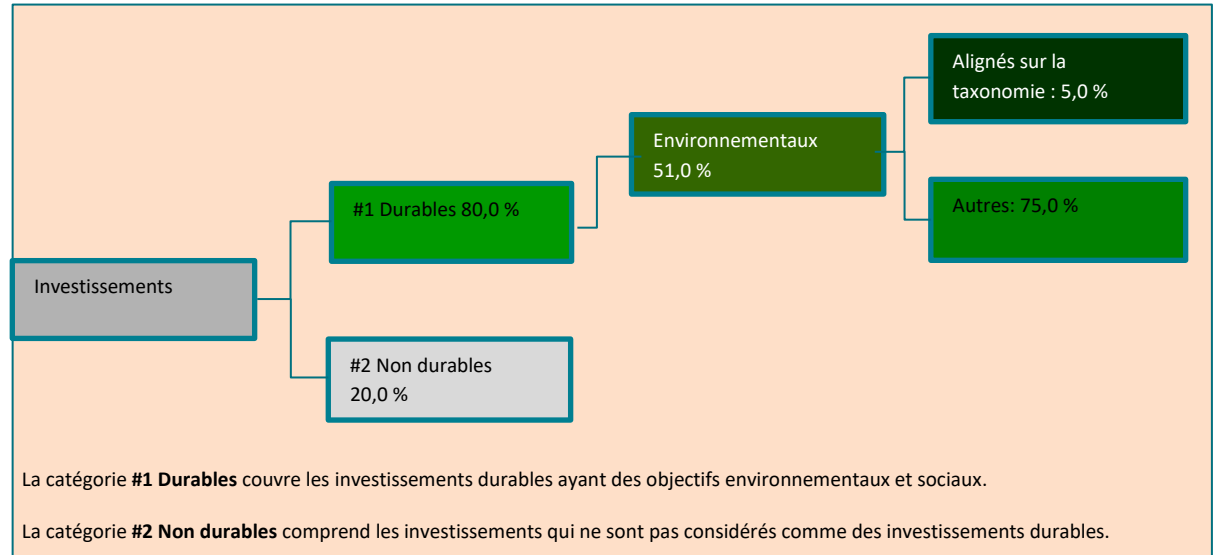 Investissements
#1 Durables 80,0 %
#2 Non durables
20,0 %
Environnementaux
51,0 %
Alignés sur la
taxonomie : 5,0 %
Autres: 75,0 %
La catégorie #1 Durables couvre les investissements durables ayant des objectifs environnementaux et sociaux.
La catégorie #2 Non durables comprend les investissements qui ne sont pas considérés comme des investissements durables.